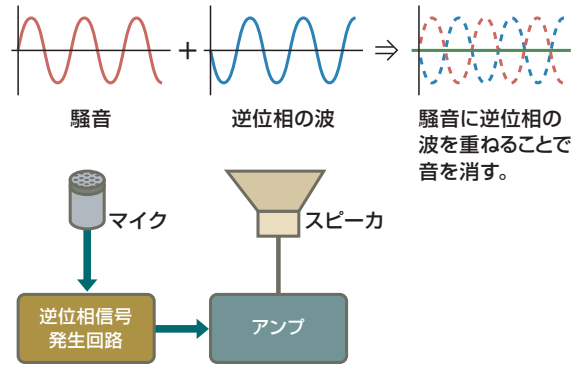 騒音
+
逆位相の波
⇒
騒音に逆位相の
波を重ねることで
音を消す。
マイク
スピーカ
逆位相信号
発生回路
アンプ